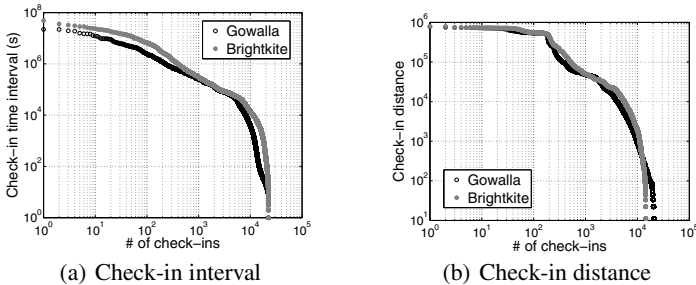 10^8
10^6
10^4
10^2
10^0
Check−in time interval (s)
Gowalla
Brightkite
10^0 10^1 10^2 10^3 10^4 10^5
# of check−ins
(a) Check-in interval
10^6
10^5
10^4
10^3
10^2
10^1
Check−in distance
Gowalla
Brightkite
10^0 10^1 10^2 10^3 10^4 10^5
# of check−ins
(b) Check-in distance